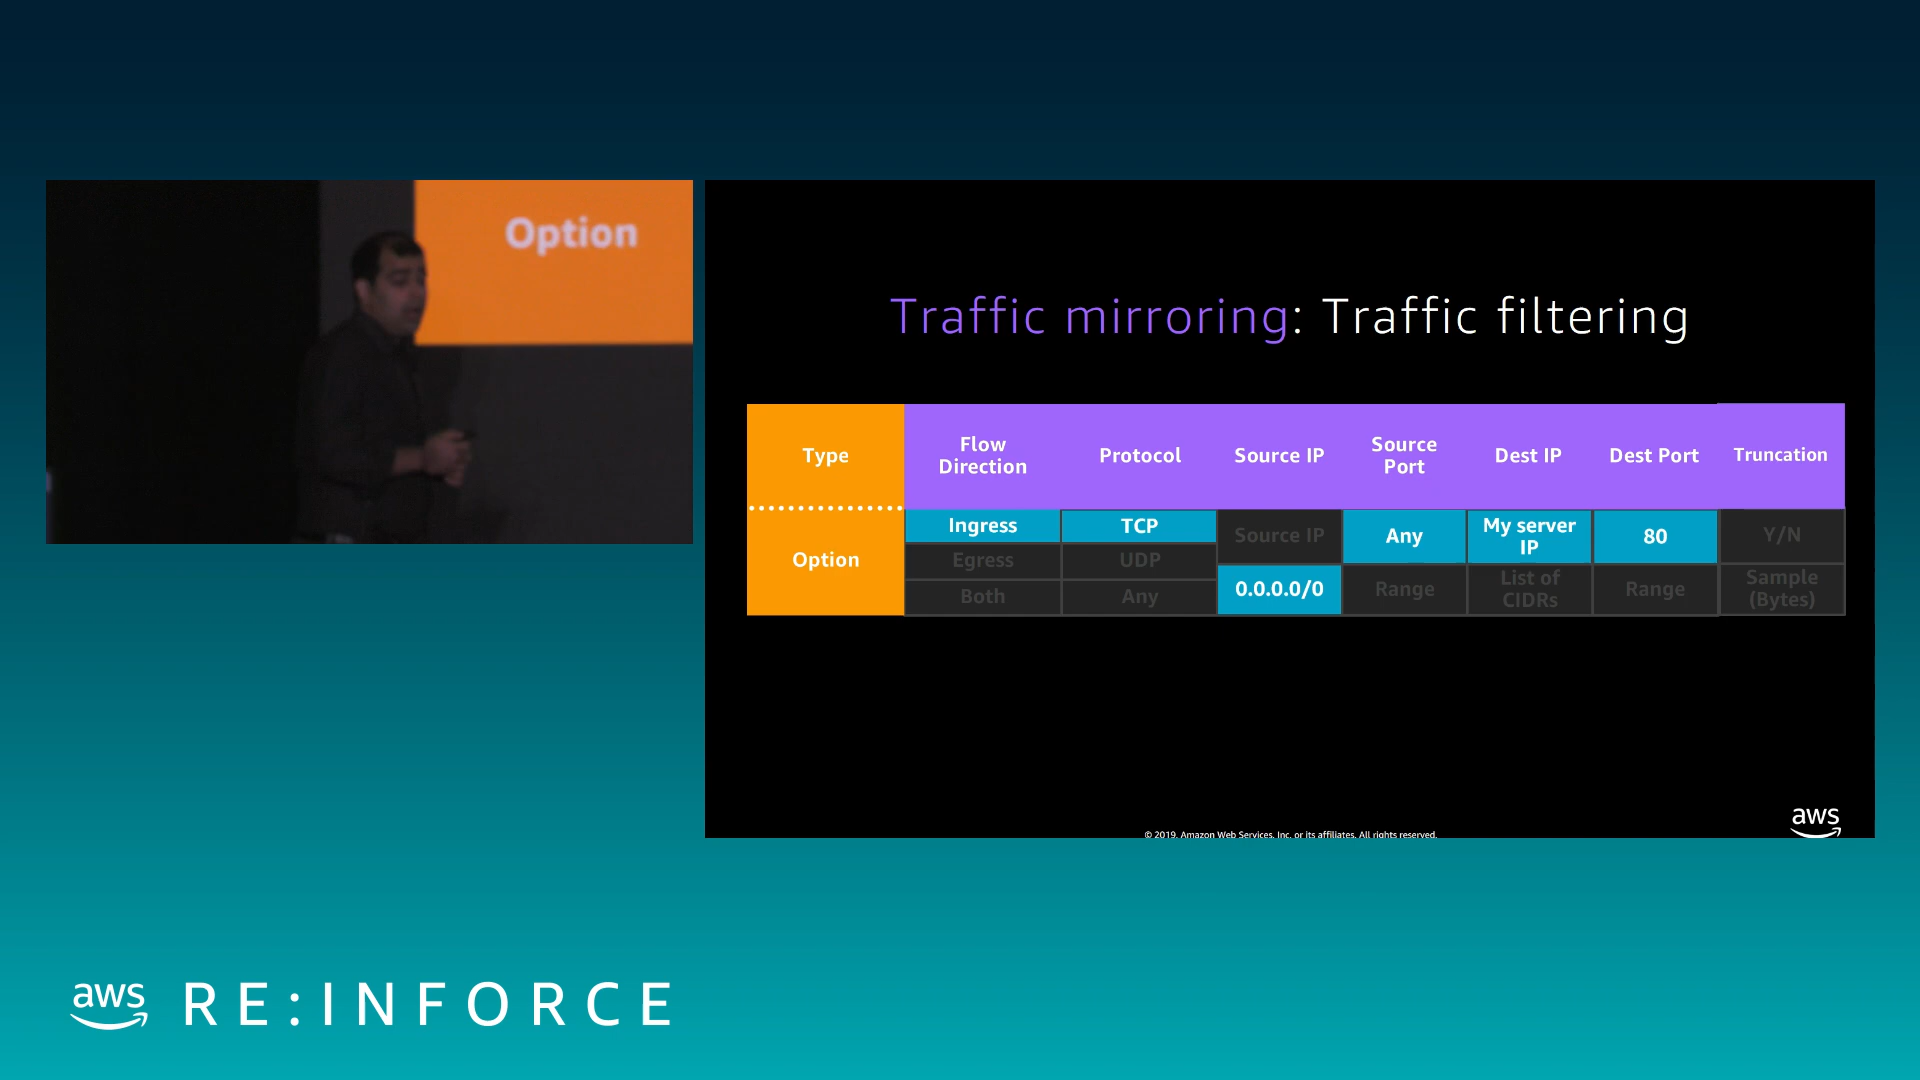 Option
Traffic mirroring: Traffic filtering
Type
Flow
Direction
Protocol
Source IP
Source
Port
Dest IP
Dest Port
Truncation
Option
Ingress
TCP
Source IP
Any
My server
IP
80
Y/N
Egress
UDP
Both
Any
0.0.0.0/0
Range
List of
CIDRs
Range
Sample
(Bytes)
© 2019, Amazon Web Services, Inc. or its affiliates. All rights reserved.
aws
aws RE:INFORCE